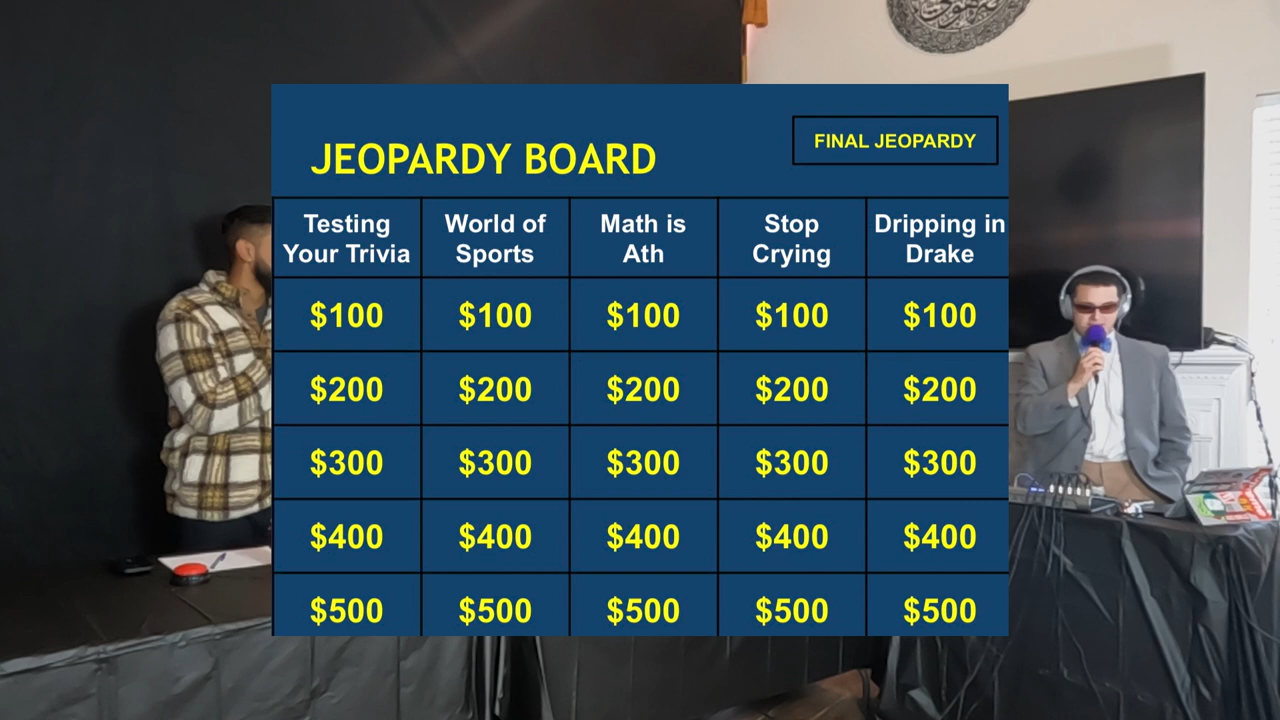 JEOPARDY BOARD
FINAL JEOPARDY
Testing
Your Trivia
World of
Sports
Math is
Ath
Stop
Crying
Dripping in
Drake
$100 $100 $100 $100 $100
$200 $200 $200 $200 $200
$300 $300 $300 $300 $300
$400 $400 $400 $400 $400
$500 $500 $500 $500 $500